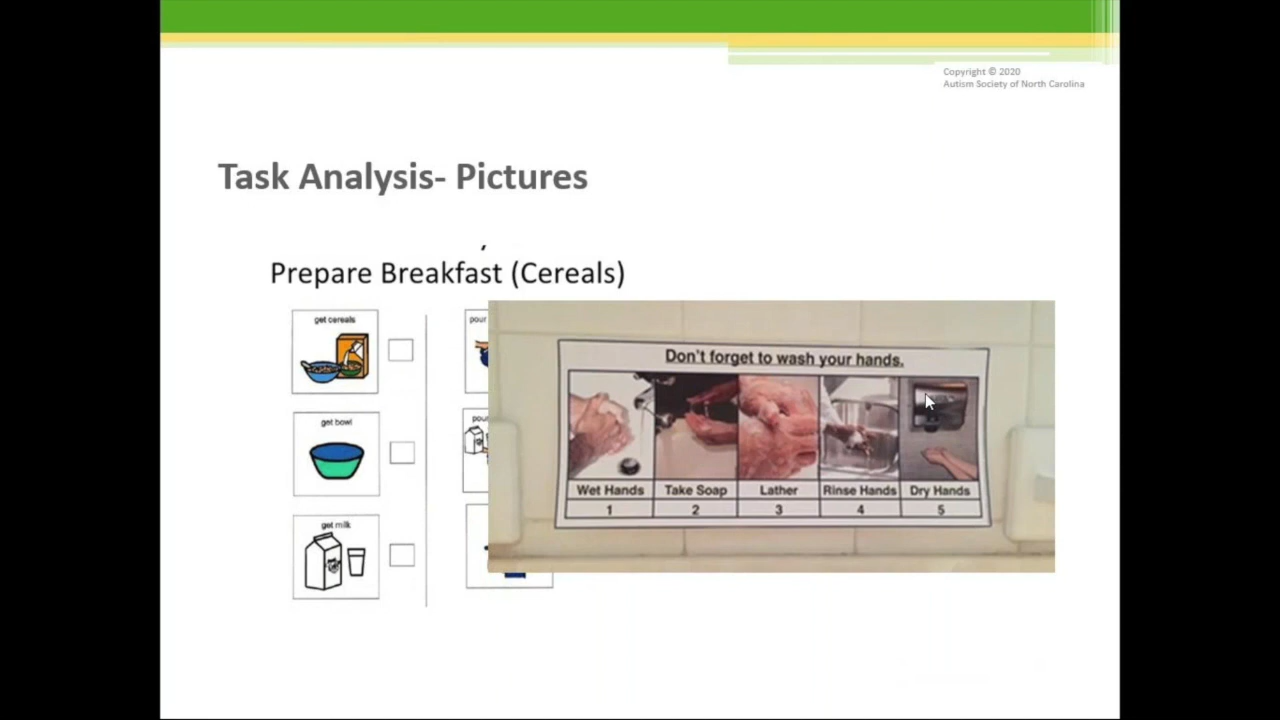 Copyright © 2020
Autism Society of North Carolina
Task Analysis- Pictures
Prepare Breakfast (Cereals)
get cereals
pour
get bowl
pour
get milk
Don't forget to wash your hands.
Wet Hands
Take Soap
Lather
Rinse Hands
Dry Hands
1
2
3
4
5